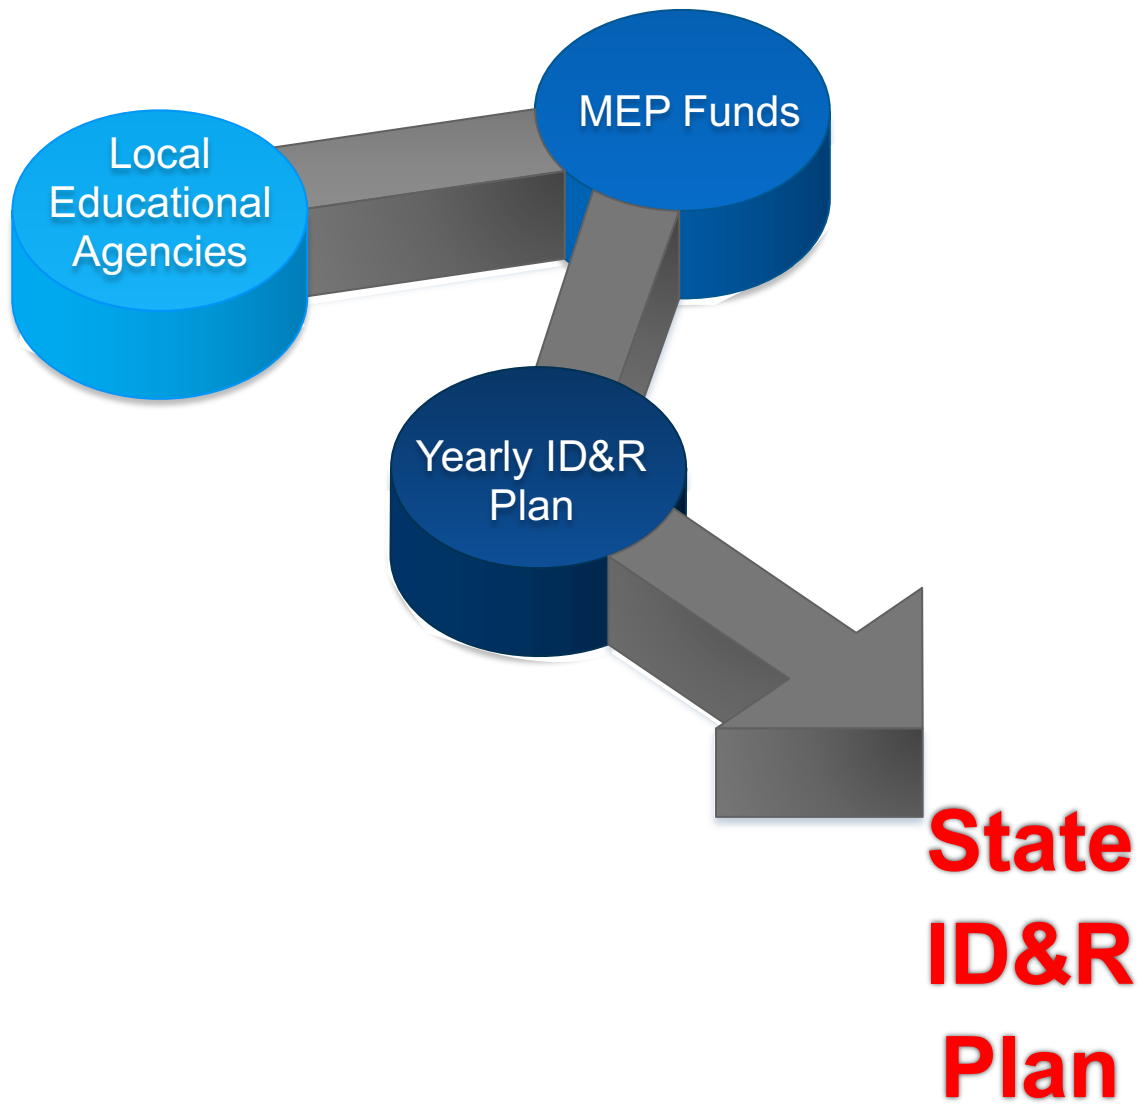 Local
Educational
Agencies
MEP Funds
Yearly ID&R
Plan
State
ID&R
Plan